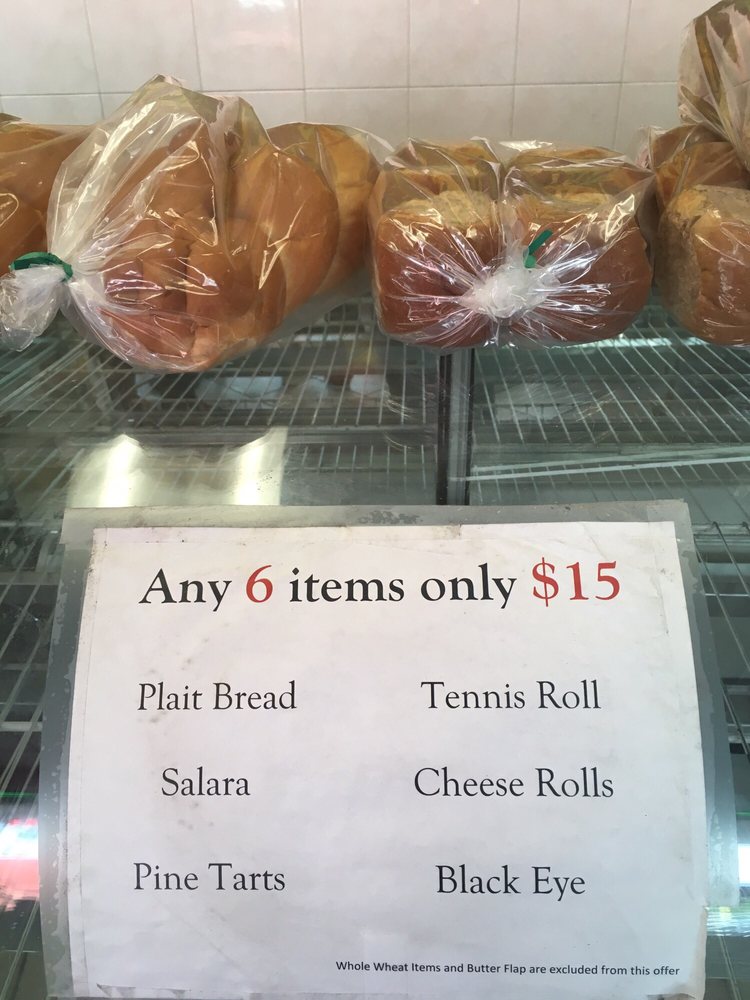 Any 6 items only $15
Plait Bread Tennis Roll
Salara Cheese Rolls
Pine Tarts Black Eye
Whole Wheat Items and Butter Flap are excluded from this offer